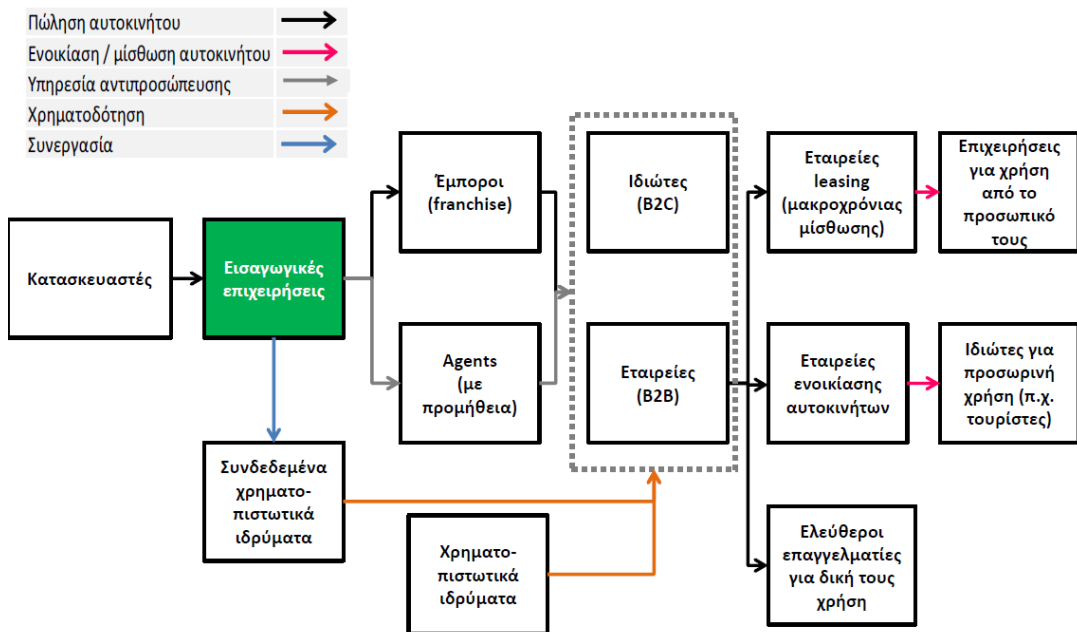 Πώληση αυτοκινήτου
Ενοικίαση / μίσθωση αυτοκινήτου
Υπηρεσία αντιπροσώπευσης
Χρηματοδότηση
Συνεργασία
Κατασκευαστές
Εισαγωγικές
επιχειρήσεις
Έμποροι
(franchise)
Agents
(με
προμήθεια)
Ιδιώτες
(B2C)
Εταιρείες
(B2B)
Εταιρείες
leasing
(μακροχρόνιας
μίσθωσης)
Επιχειρήσεις
για χρήση
από το
προσωπικό
τους
Εταιρείες
ενοικίασης
αυτοκινήτων
Ιδιώτες για
προσωρινή
χρήση (π.χ.
τουρίστες)
Συνδεδεμένα
χρηματο-
πιστωτικά
ιδρύματα
Χρηματο-
πιστωτικά
ιδρύματα
Ελεύθεροι
επαγγελματίες
για δική τους
χρήση